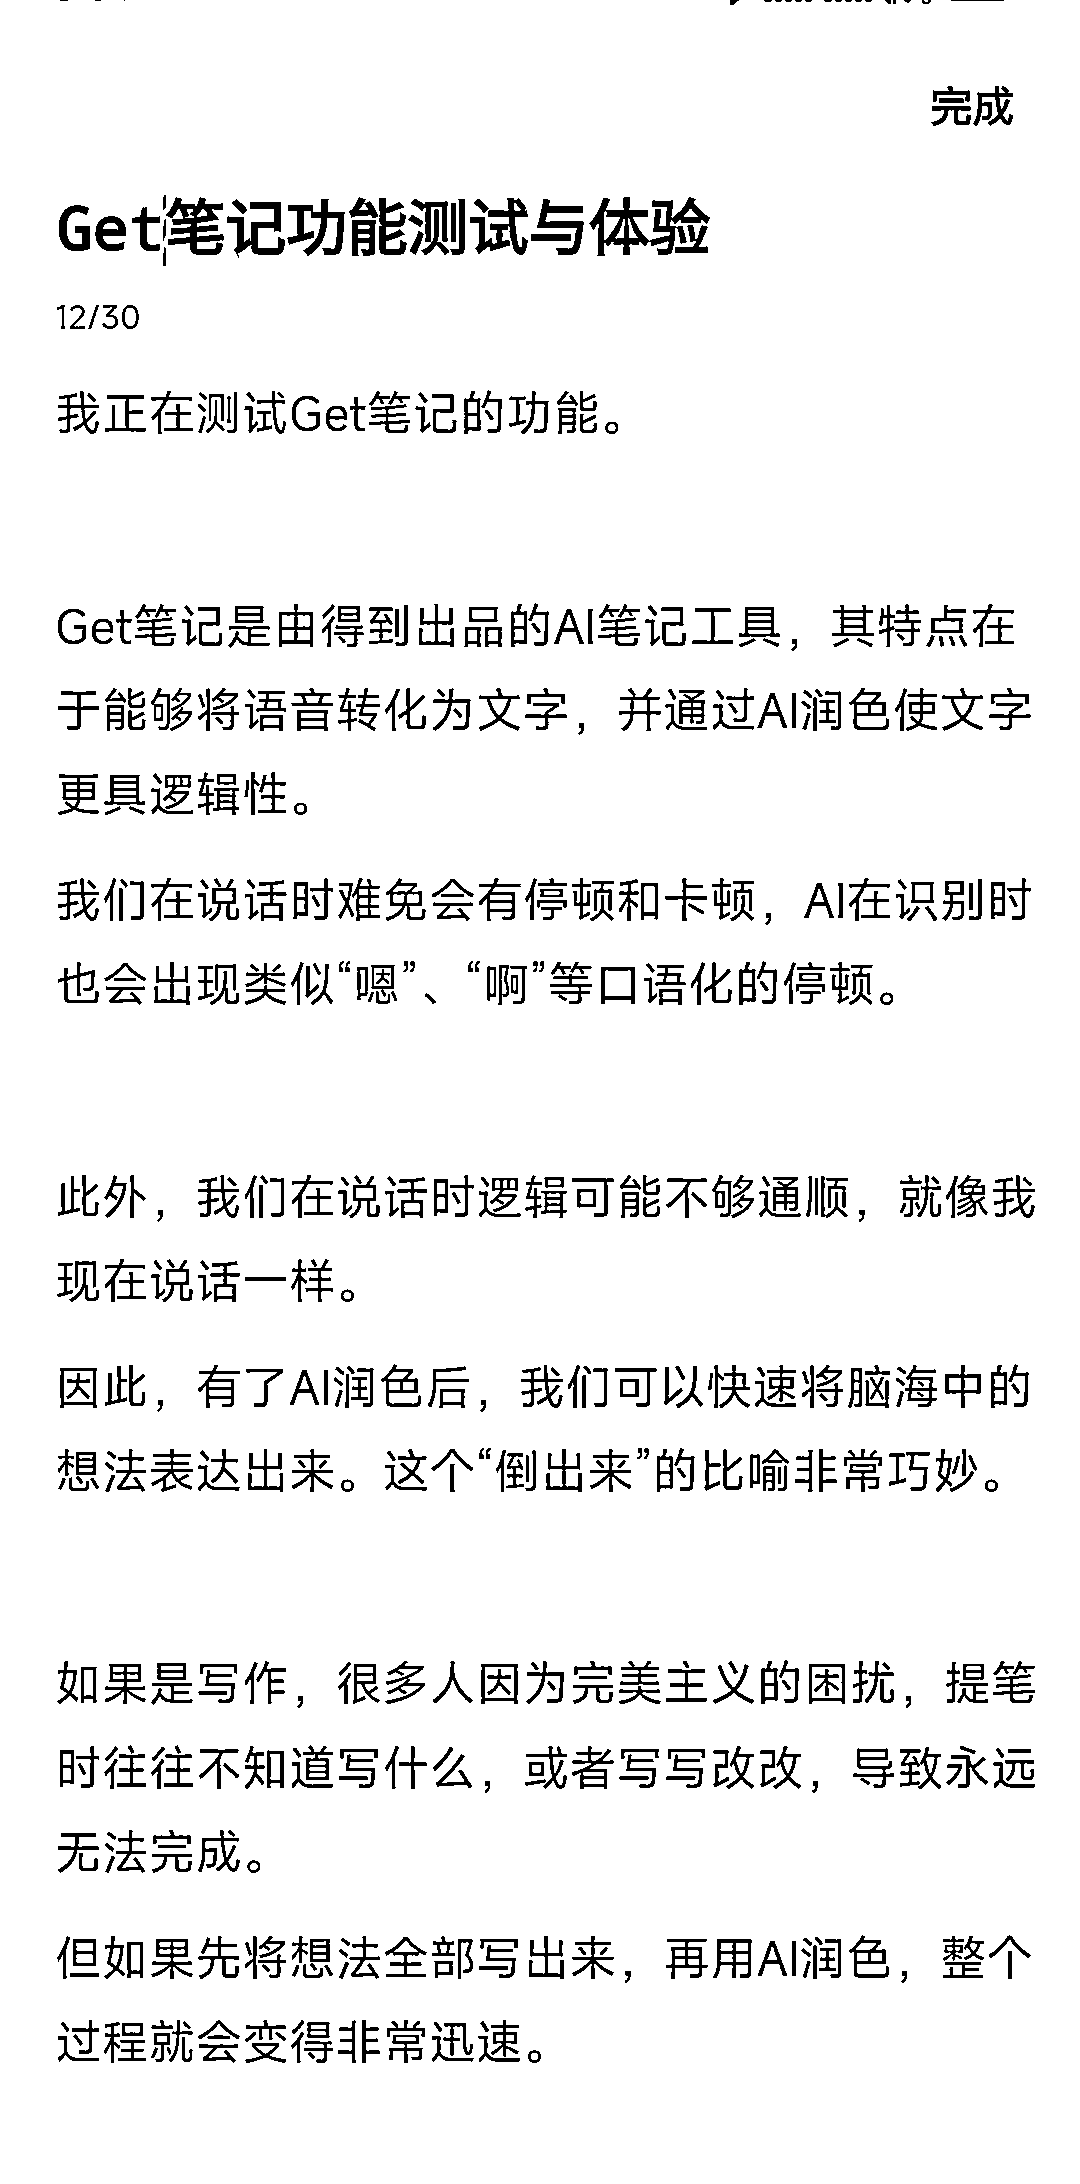 完成
Get笔记功能测试与体验
12/30
我正在测试Get笔记的功能。
Get笔记是由得到出品的AI笔记工具，其特点在
于能够将语音转化为文字，并通过AI润色使文字
更具逻辑性。
我们在说话时难免会有停顿和卡顿，AI在识别时
也会出现类似“嗯”、“啊”等口语化的停顿。
此外，我们在说话时逻辑可能不够通顺，就像我
现在说话一样。
因此，有了AI润色后，我们可以快速将脑海中的
想法表达出来。这个“倒出来”的比喻非常巧妙。
如果是写作，很多人因为完美主义的困扰，提笔
时往往不知道写什么，或者写写改改，导致永远
无法完成。
但如果先将想法全部写出来，再用AI润色，整个
过程就会变得非常迅速。